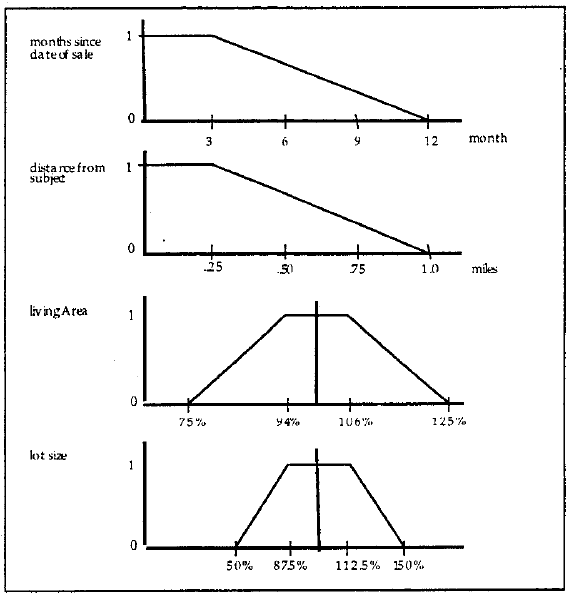 months since
date of sale
1
0
3 6 9 12 month
distance from
subject
1
0
.25 .50 .75 1.0 miles
living Area
1
0
75% 94% 106% 125%
lot size
1
0
50% 87.5% 112.5% 150%